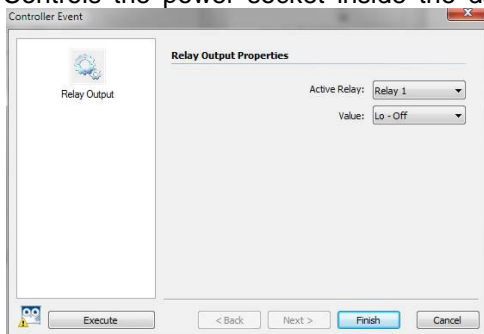 Controls the power socket inside the
Controller Event
Relay Output
Relay Output Properties
Active Relay: Relay 1
Value: Lo - Off
Execute
< Back
Next >
Finish
Cancel